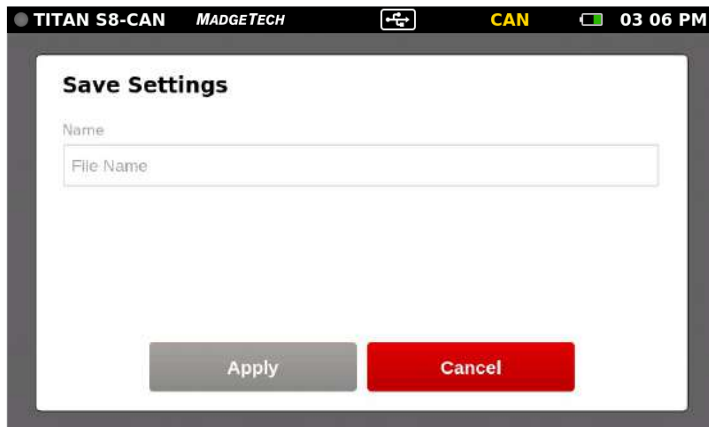 TITAN S8-CAN MADGETECH CAN 03 06 PM
Save Settings
Name
File Name
Apply Cancel